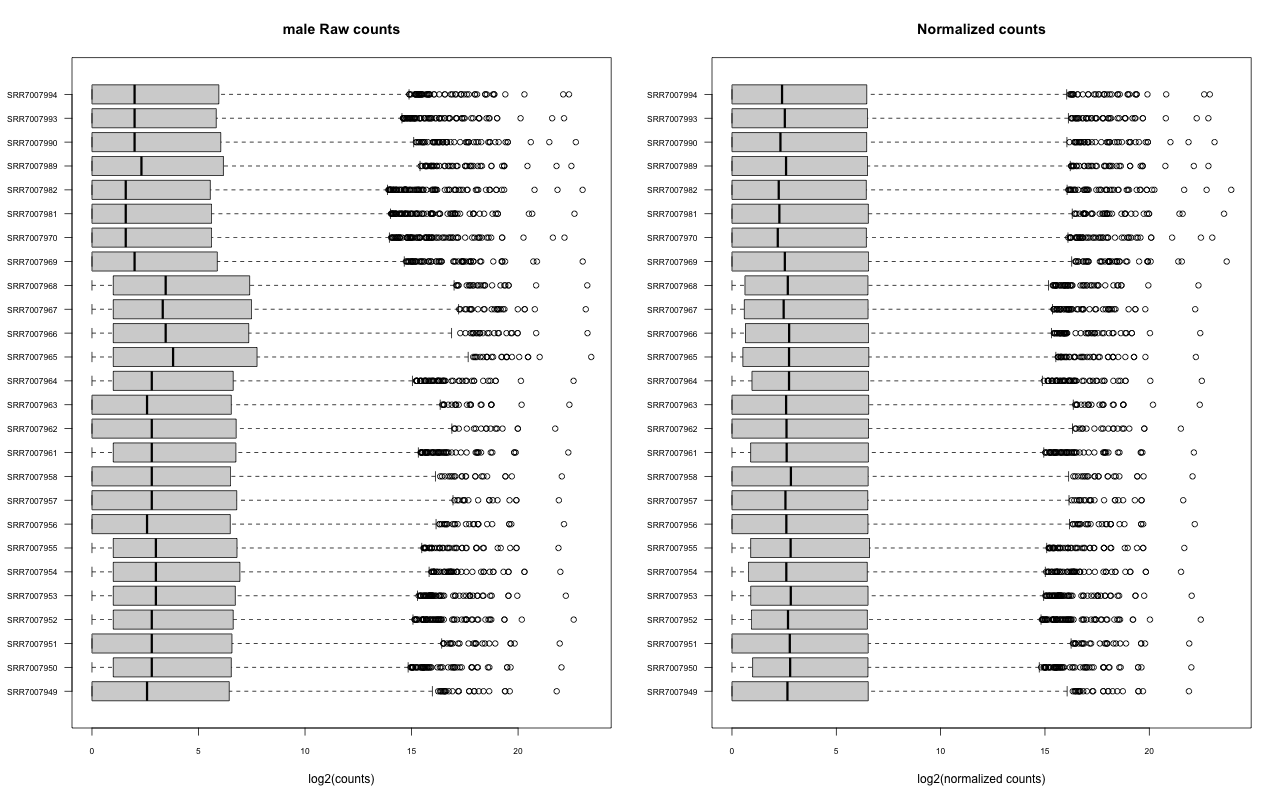 male Raw counts
SRR7007994
SRR7007993
SRR7007990
SRR7007989
SRR7007982
SRR7007981
SRR7007970
SRR7007969
SRR7007968
SRR7007967
SRR7007966
SRR7007965
SRR7007964
SRR7007963
SRR7007962
SRR7007961
SRR7007958
SRR7007957
SRR7007956
SRR7007955
SRR7007954
SRR7007953
SRR7007952
SRR7007951
SRR7007950
SRR7007949
0 5 10 15 20
log2(counts)
Normalized counts
SRR7007994
SRR7007993
SRR7007990
SRR7007989
SRR7007982
SRR7007981
SRR7007970
SRR7007969
SRR7007968
SRR7007967
SRR7007966
SRR7007965
SRR7007964
SRR7007963
SRR7007962
SRR7007961
SRR7007958
SRR7007957
SRR7007956
SRR7007955
SRR7007954
SRR7007953
SRR7007952
SRR7007951
SRR7007950
SRR7007949
0 5 10 15 20
log2(normalized counts)